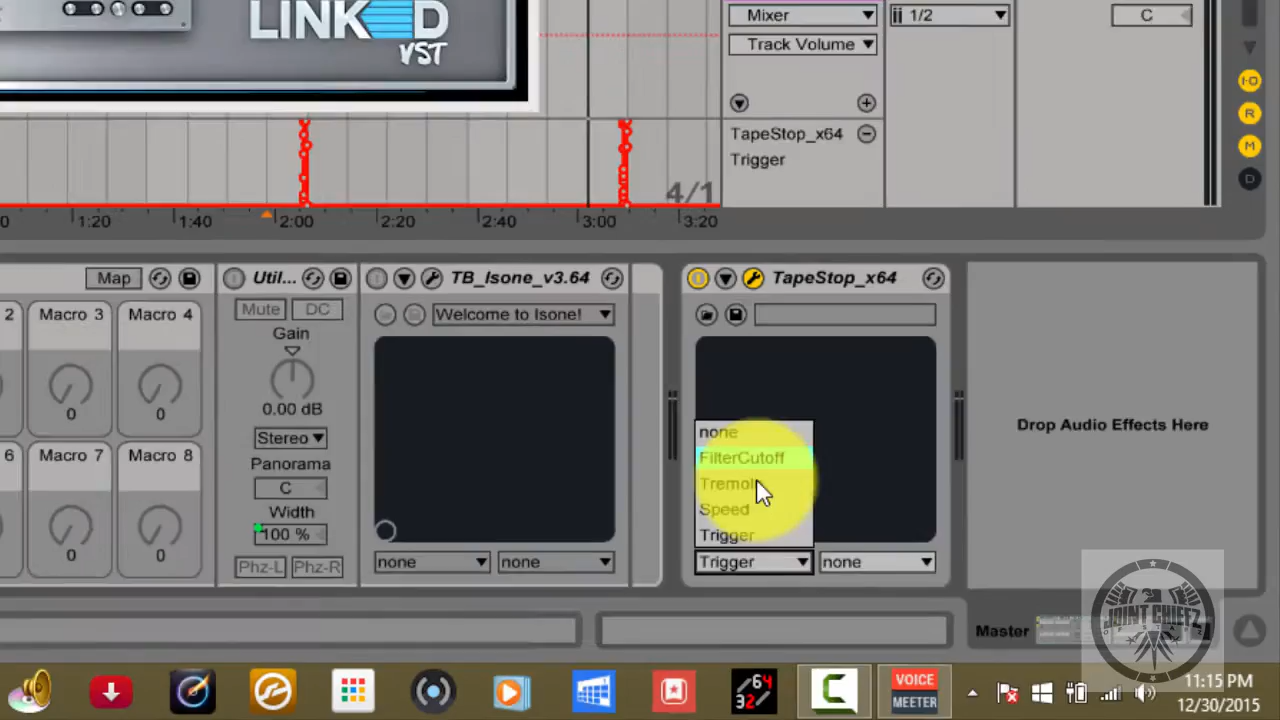 LINKED
VST
Mixer
1/2
C
Track Volume
TapeStop_x64
Trigger
4/1
I·O
R
M
D
0
1:20
1:40
2:00
2:20
3:00
3:20
Map
Util...
TB_Isone_v3.64
TapeStop_x64
2
Macro 3
Macro 4
Mute
DC
Welcome to Isone!
Gain
0
0
0.00 dB
Stereo
Drop Audio Effects Here
none
FilterCutoff
Tremolo
Speed
Trigger
6
Macro 7
Macro 8
Panorama
C
Width
100 %
0
0
Phz-L
Phz-R
none
none
Trigger
none
Master
JOINT CHIEFZ
64
32
VOICE
MEETER
11:15 PM
12/30/2015